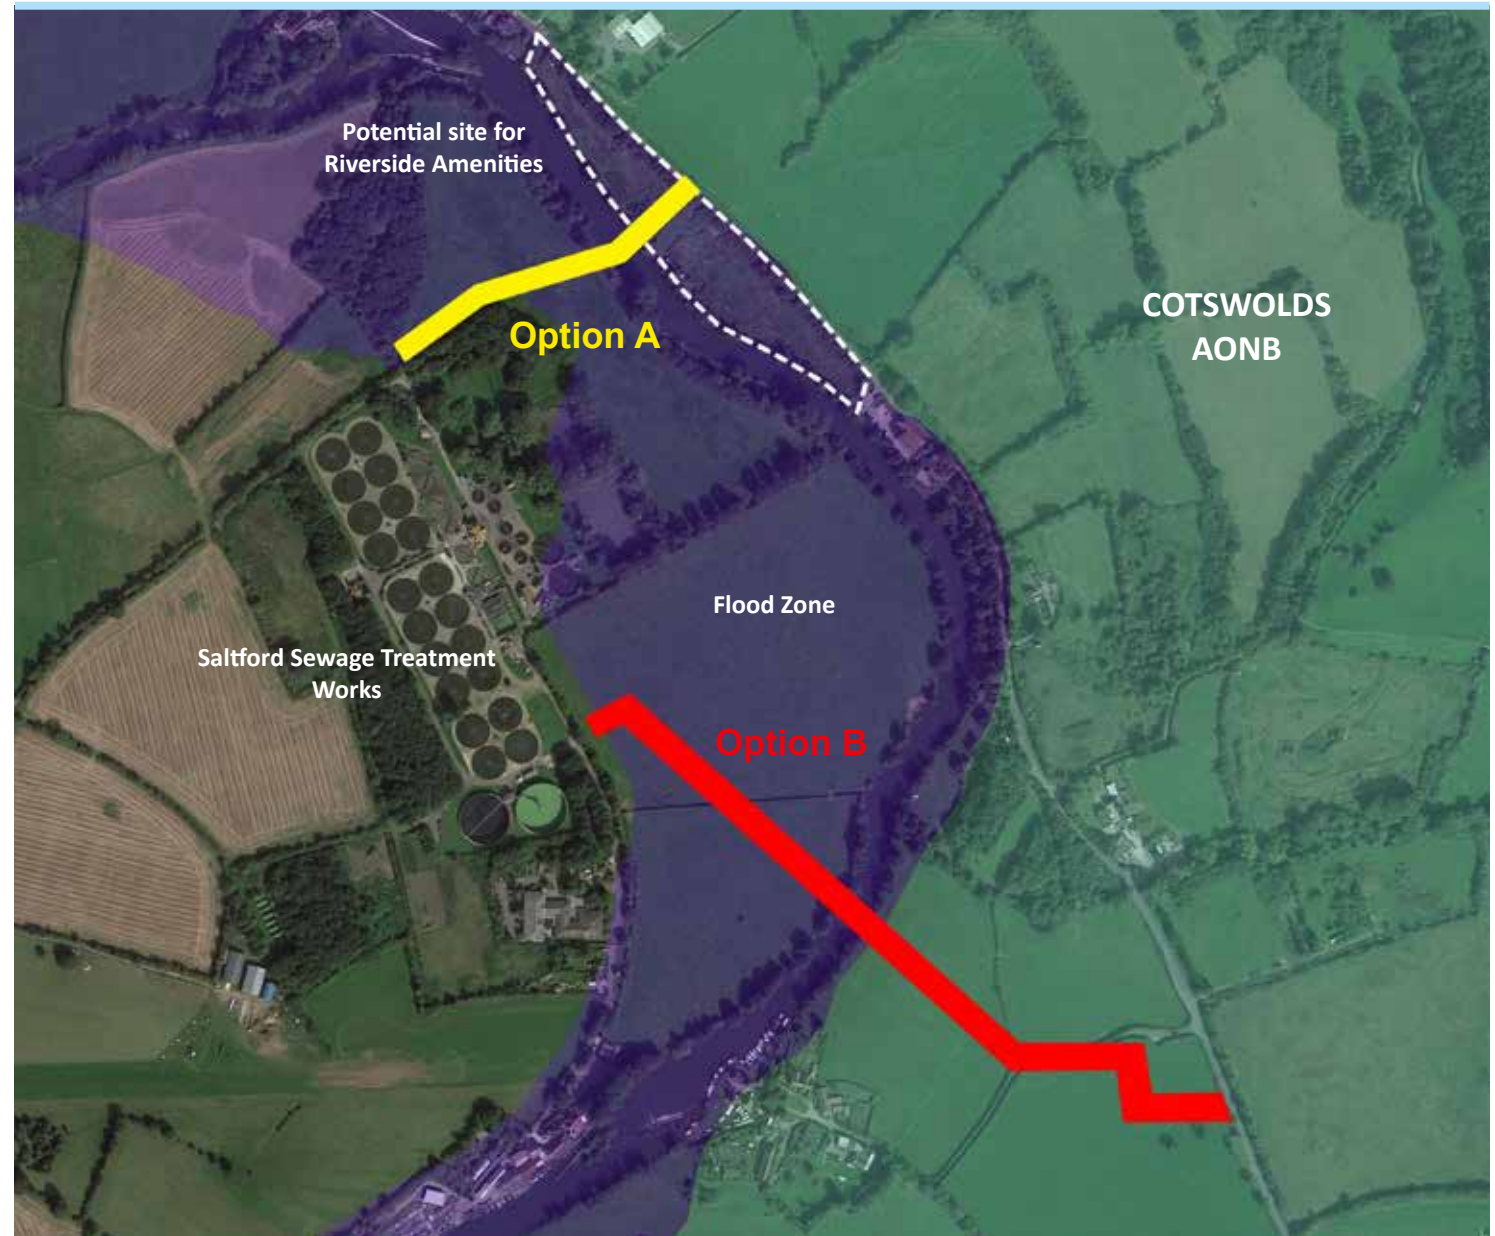 Potential site for
Riverside Amenities
Option A
COTSWOLDS
AONB
Flood Zone
Saltford Sewage Treatment
Works
Option B